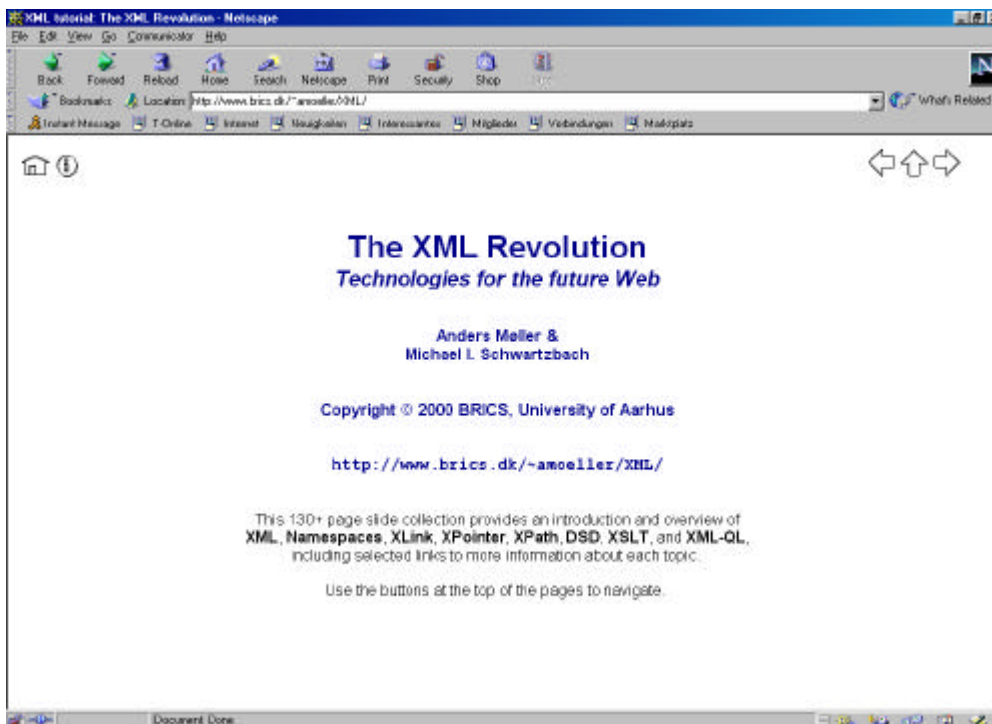 XML tutorial: The XML Revolution - Netscape
File Edit View Go Communicator Help
Back Forward Reload Home Search Netscape Print Security Shop
Bookmarks Location http://www.brics.dk/~amoeller/XML/ What's Related
Instant Message T-Online Internet Neuigkeiten Interessantes Mitglieder Verbindungen Marktplatz
The XML Revolution
Technologies for the future Web
Anders Møller &
Michael I. Schwartzbach
Copyright © 2000 BRICS, University of Aarhus
http://www.brics.dk/~amoeller/XML/
This 130+ page slide collection provides an introduction and overview of
XML, Namespaces, XLink, XPointer, XPath, DSD, XSLT, and XML-QL,
including selected links to more information about each topic.
Use the buttons at the top of the pages to navigate.
Document: Done